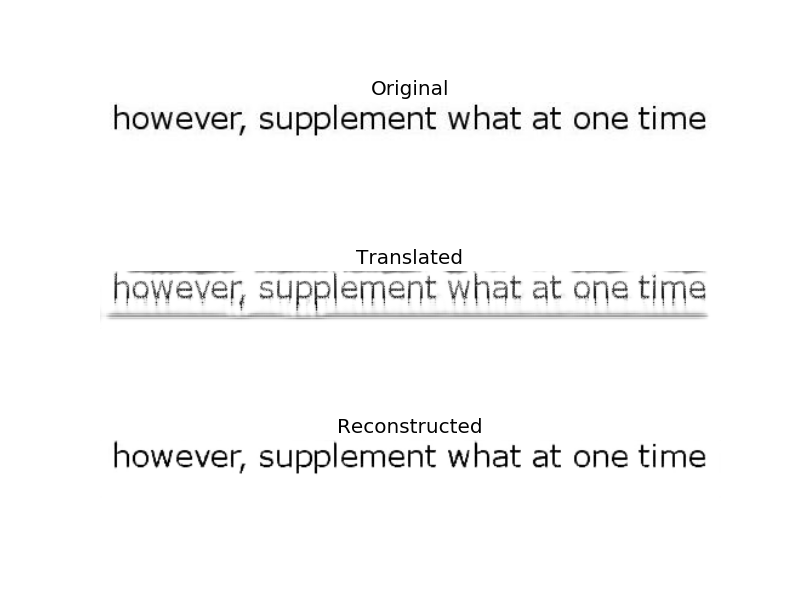 Original
however, supplement what at one time
Translated
however, supplement what at one time
Reconstructed
however, supplement what at one time